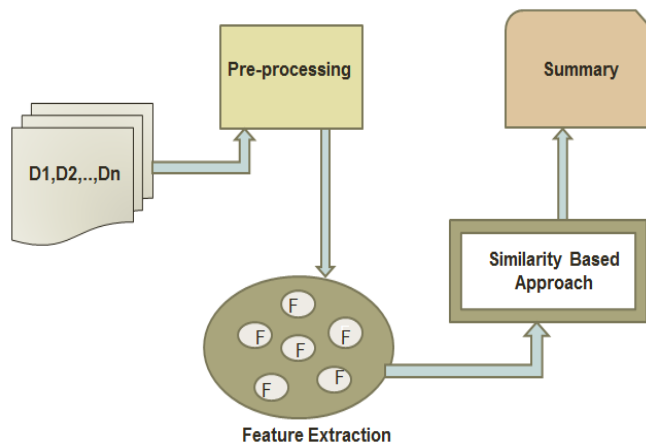 Pre-processing
Summary
D1,D2,..,Dn
Similarity Based
Approach
F
F
F
F
F
F
Feature Extraction